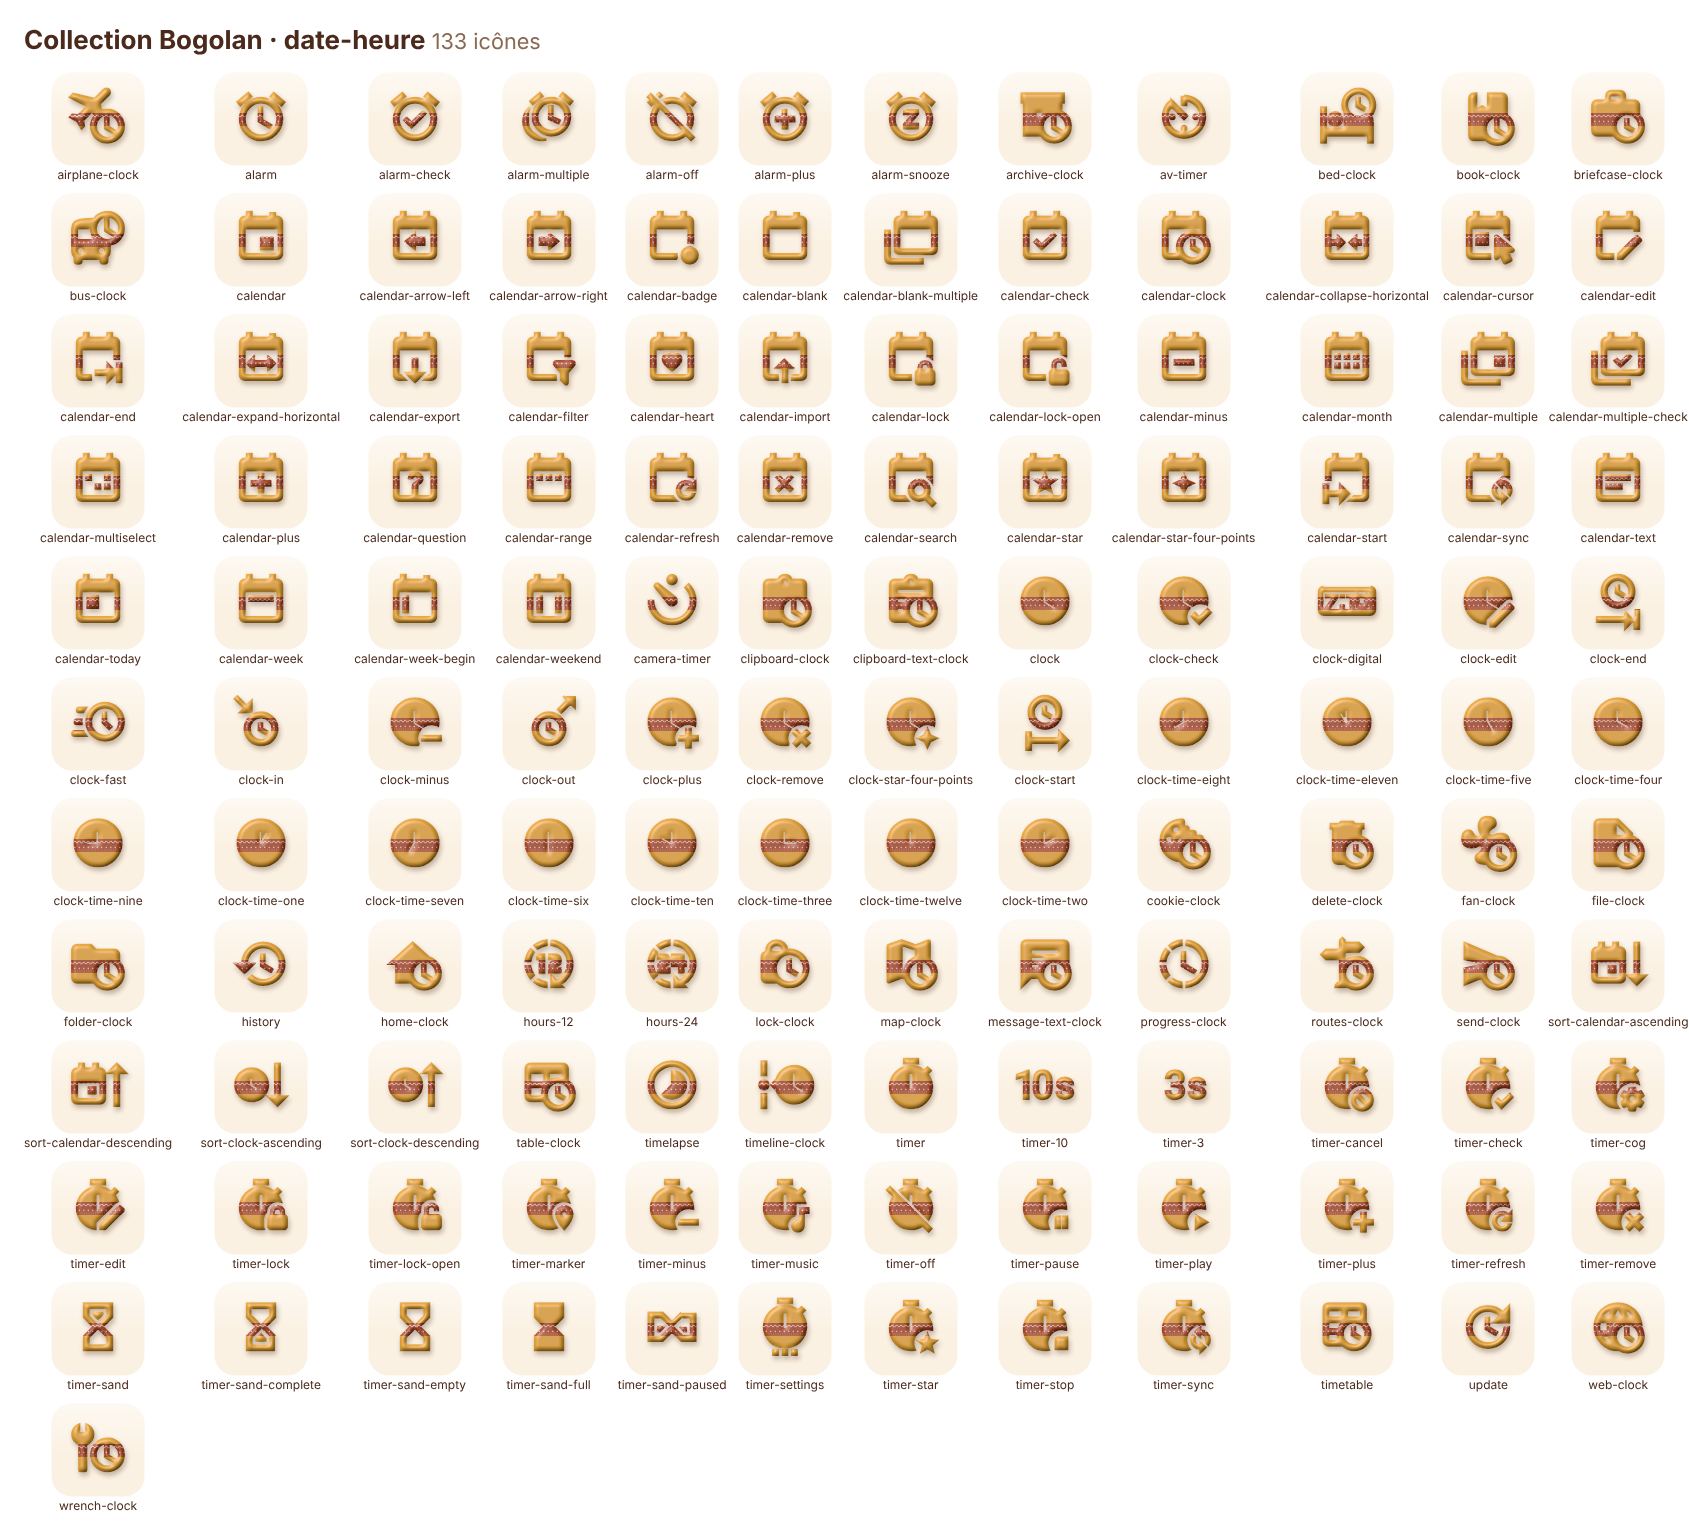 Collection Bogolan · date-heure 133 icônes
airplane-clock alarm alarm-check alarm-multiple alarm-off alarm-plus alarm-snooze archive-clock av-timer bed-clock book-clock briefcase-clock
bus-clock calendar calendar-arrow-left calendar-arrow-right calendar-badge calendar-blank calendar-blank-multiple calendar-check calendar-clock calendar-collapse-horizontal calendar-cursor calendar-edit
calendar-end calendar-expand-horizontal calendar-export calendar-filter calendar-heart calendar-import calendar-lock calendar-lock-open calendar-minus calendar-month calendar-multiple calendar-multiple-check
calendar-multiselect calendar-plus calendar-question calendar-range calendar-refresh calendar-remove calendar-search calendar-star calendar-star-four-points calendar-start calendar-sync calendar-text
calendar-today calendar-week calendar-week-begin calendar-weekend camera-timer clipboard-clock clipboard-text-clock clock clock-check clock-digital clock-edit clock-end
clock-fast clock-in clock-minus clock-out clock-plus clock-remove clock-star-four-points clock-start clock-time-eight clock-time-eleven clock-time-five clock-time-four
clock-time-nine clock-time-one clock-time-seven clock-time-six clock-time-ten clock-time-three clock-time-twelve clock-time-two cookie-clock delete-clock fan-clock file-clock
12 24
folder-clock history home-clock hours-12 hours-24 lock-clock map-clock message-text-clock progress-clock routes-clock send-clock sort-calendar-ascending
10s 3s
sort-calendar-descending sort-clock-ascending sort-clock-descending table-clock timelapse timeline-clock timer timer-10 timer-3 timer-cancel timer-check timer-cog
timer-edit timer-lock timer-lock-open timer-marker timer-minus timer-music timer-off timer-pause timer-play timer-plus timer-refresh timer-remove
timer-sand timer-sand-complete timer-sand-empty timer-sand-full timer-sand-paused timer-settings timer-star timer-stop timer-sync timetable update web-clock
wrench-clock